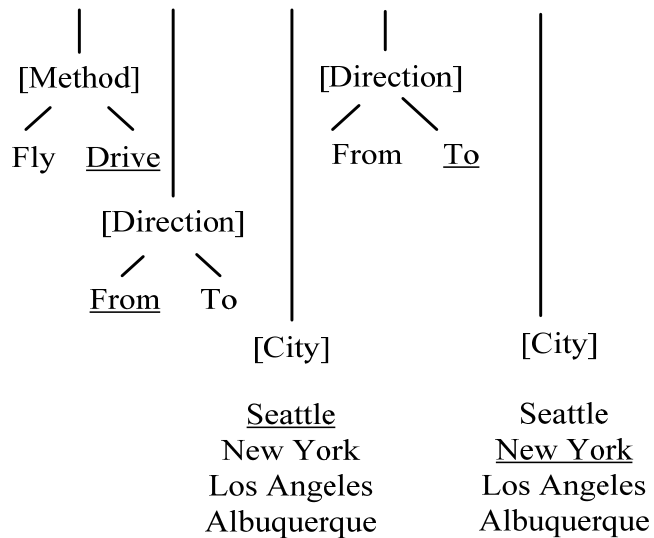 [Method] [Direction]
Fly Drive From To
[Direction]
From To
[City] [City]
Seattle Seattle
New York New York
Los Angeles Los Angeles
Albuquerque Albuquerque